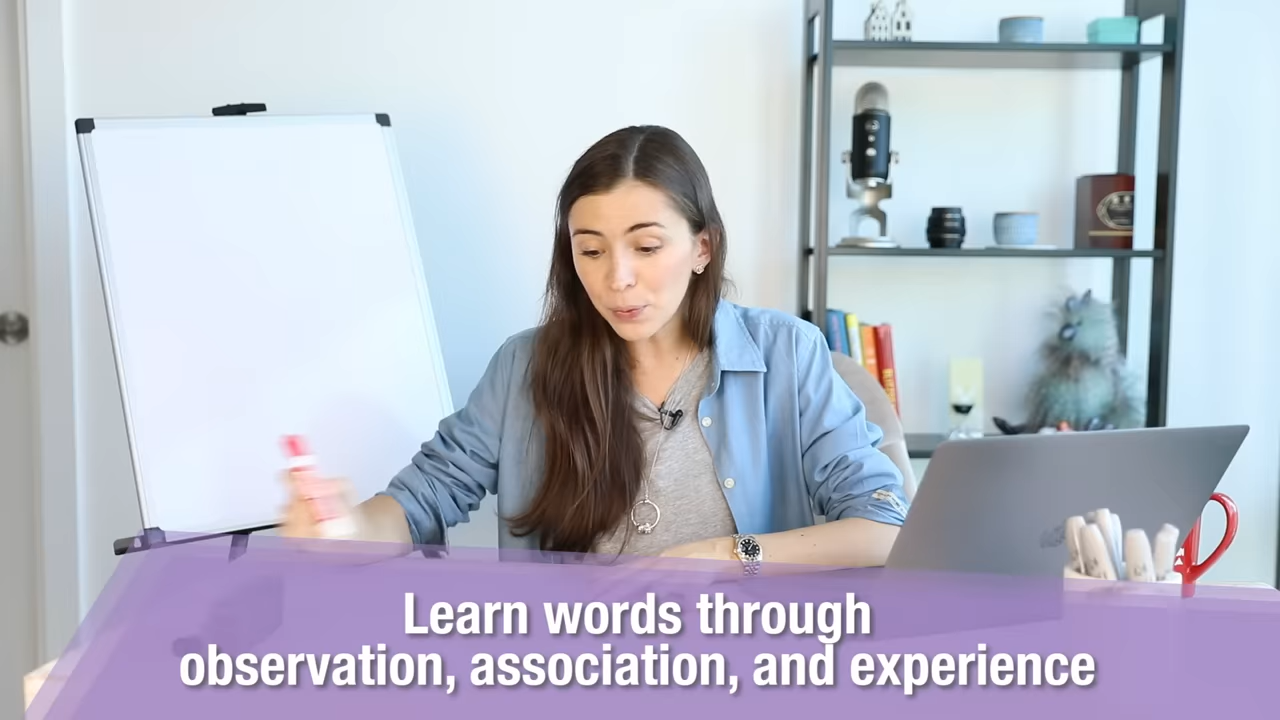 Learn words through
observation, association, and experience